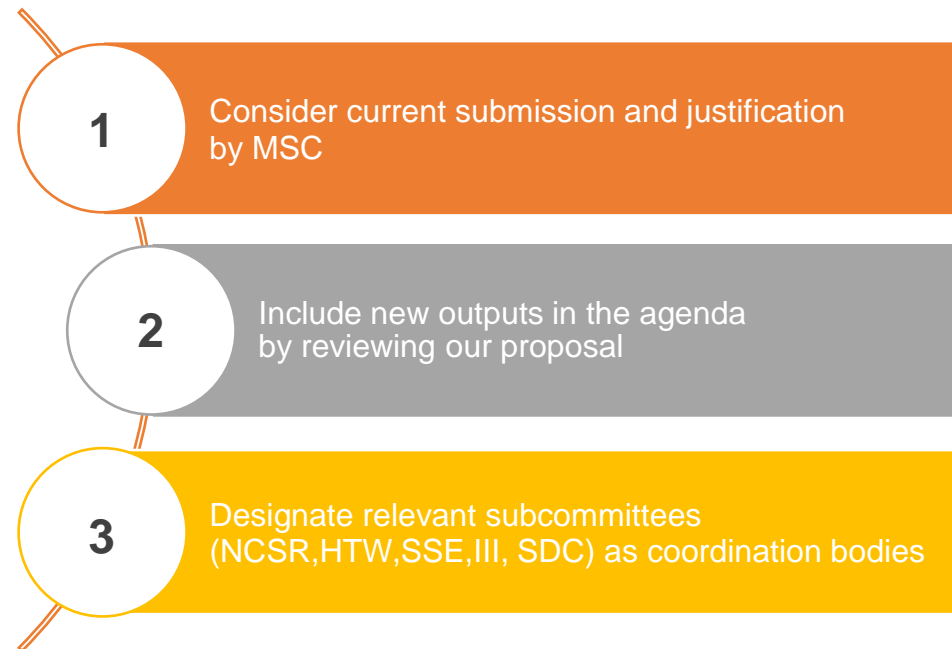 1
Consider current submission and justification
by MSC
2
Include new outputs in the agenda
by reviewing our proposal
3
Designate relevant subcommittees
(NCSR,HTW,SSE,III, SDC) as coordination bodies